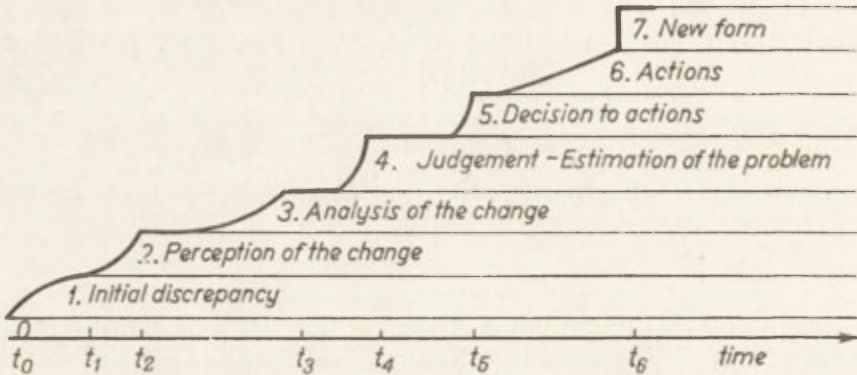 7. New form
6. Actions
5. Decision to actions
4. Judgement - Estimation of the problem
3. Analysis of the change
2. Perception of the change
1. Initial discrepancy
0
t0 t1 t2 t3 t4 t5 t6 time